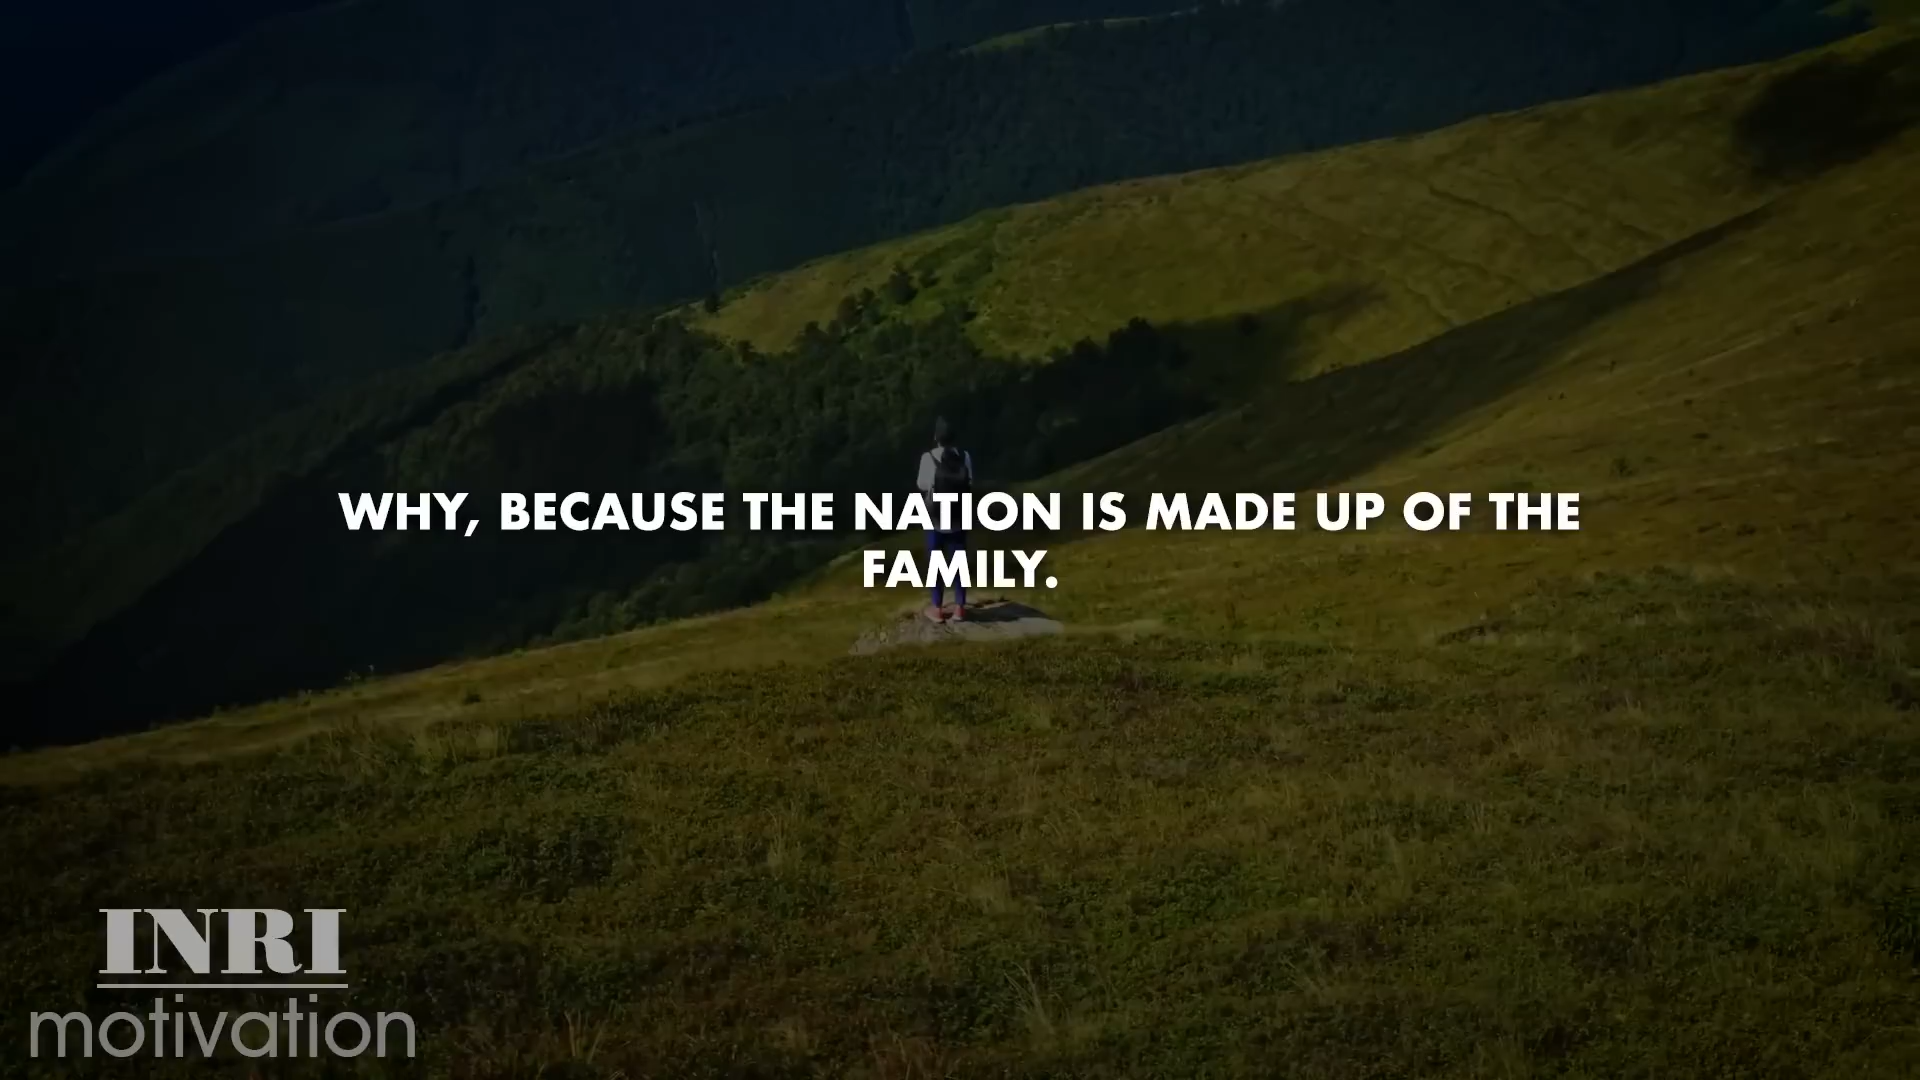 WHY, BECAUSE THE NATION IS MADE UP OF THE
FAMILY.
INRI
motivation